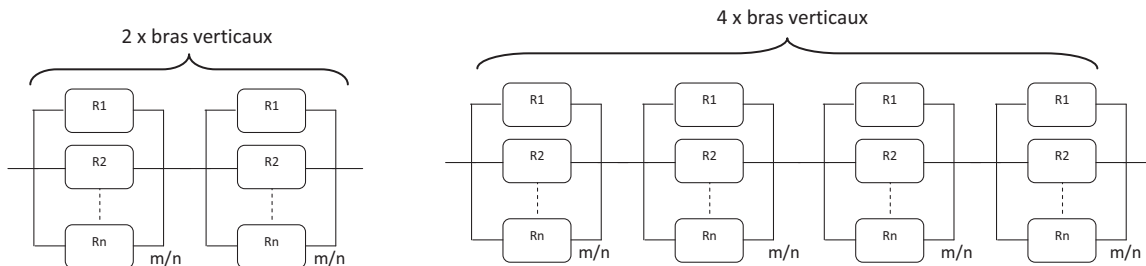 2 x bras verticaux
R1
R1
R2
R2
Rn
Rn
m/n
m/n
4 x bras verticaux
R1
R1
R1
R1
R2
R2
R2
R2
Rn
Rn
Rn
Rn
m/n
m/n
m/n
m/n